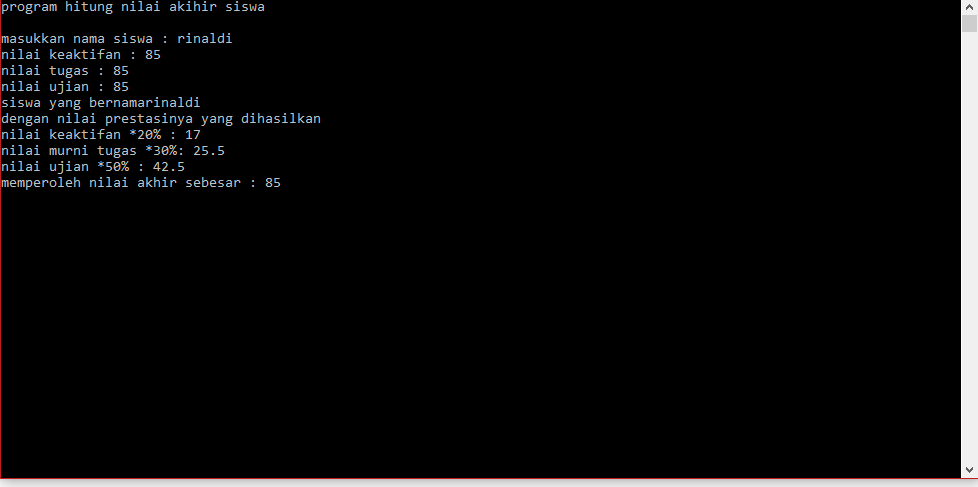 program hitung nilai akihir siswa
masukkan nama siswa : rinaldi
nilai keaktifan : 85
nilai tugas : 85
nilai ujian : 85
siswa yang bernamarinaldi
dengan nilai prestasinya yang dihasilkan
nilai keaktifan *20% : 17
nilai murni tugas *30%: 25.5
nilai ujian *50% : 42.5
memperoleh nilai akhir sebesar : 85